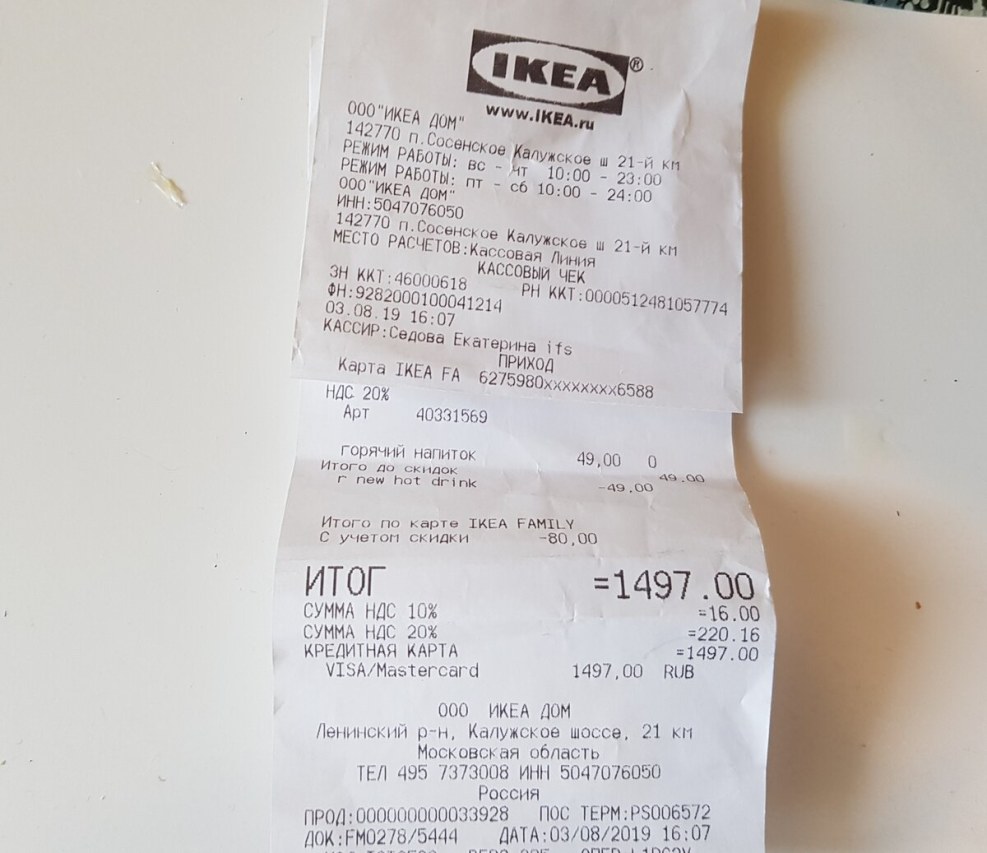 IKEA®
www.IKEA.ru
ООО"ИКЕА ДОМ"
142770 п.Сосенское Калужское ш 21-й км
РЕЖИМ РАБОТЫ: вс - чт 10:00 - 23:00
РЕЖИМ РАБОТЫ: пт - сб 10:00 - 24:00
ООО"ИКЕА ДОМ"
ИНН:5047076050
142770 п.Сосенское Калужское ш 21-й км
МЕСТО РАСЧЕТОВ:Кассовая Линия
КАССОВЫЙ ЧЕК
ЗН ККТ:46000618 РН ККТ:0000512481057774
ФН:9282000100041214
03.08.19 16:07
КАССИР:Седова Екатерина ifs
ПРИХОД
Карта IKEA FA 6275980xxxxxxxx6588
НДС 20%
Арт 40331569
горячий напиток 49,00 0
Итого до скидок 49.00
r new hot drink -49.00
Итого по карте IKEA FAMILY
С учетом скидки -80,00
ИТОГ =1497.00
СУММА НДС 10% =16.00
СУММА НДС 20% =220.16
КРЕДИТНАЯ КАРТА =1497.00
VISA/Mastercard 1497,00 RUB
ООО ИКЕА ДОМ
Ленинский р-н, Калужское шоссе, 21 км
Московская область
ТЕЛ 495 7373008 ИНН 5047076050
Россия
ПРОД:000000000033928 ПОС ТЕРМ:PS006572
ДОК:FM0278/5444 ДАТА:03/08/2019 16:07